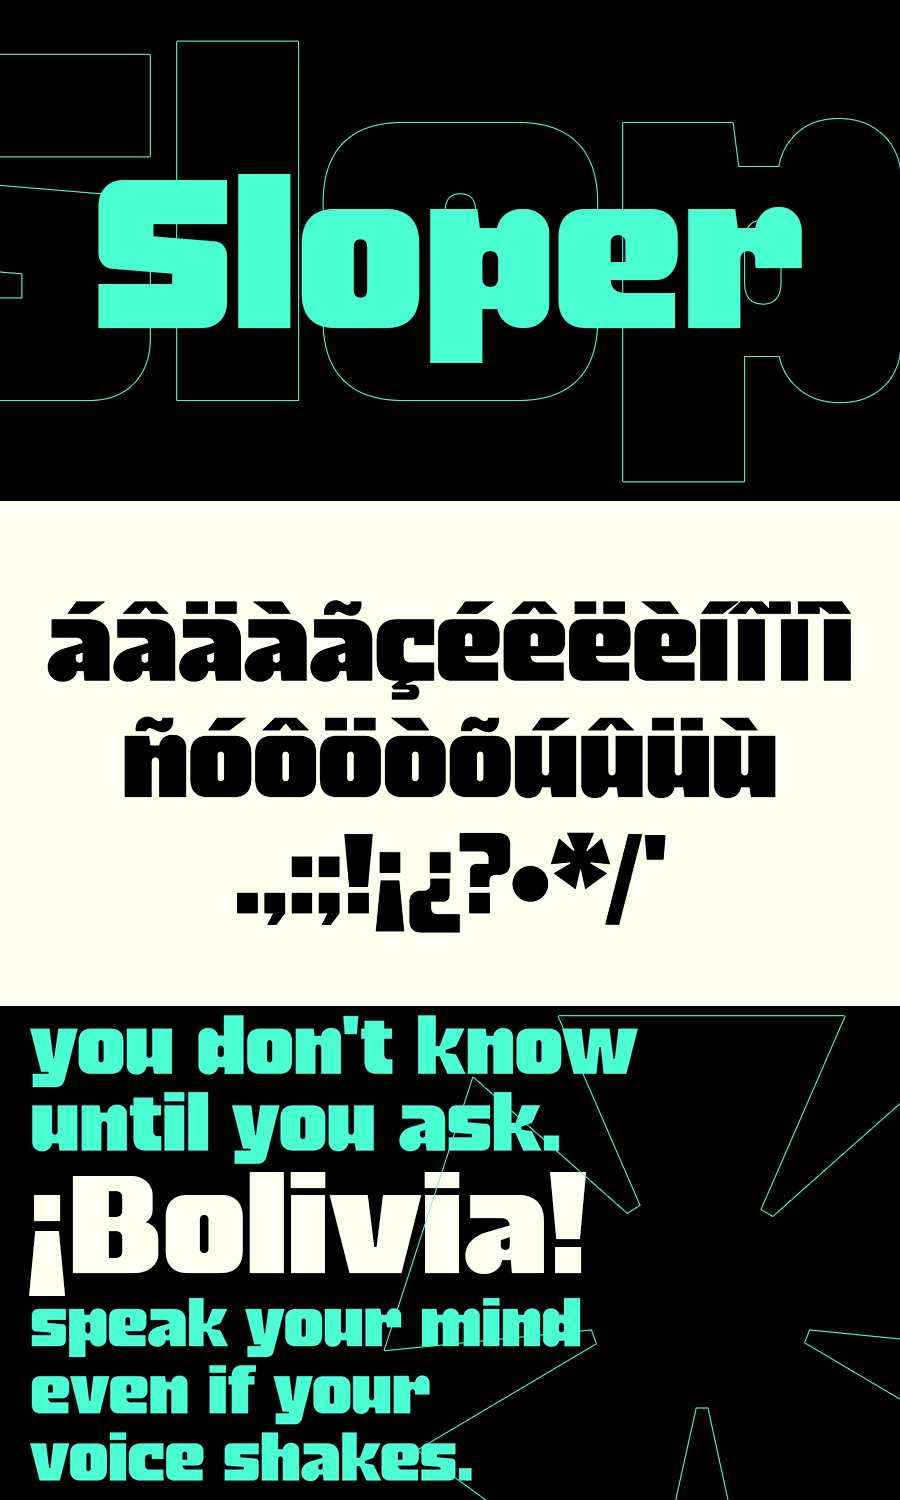 Sloper
áâäàãçéêëèíîïì
ñóôöòõúûüù
.,:;!¡¿?•*/'
you don't know
until you ask.
¡Bolivia!
speak your mind
even if your
voice shakes.